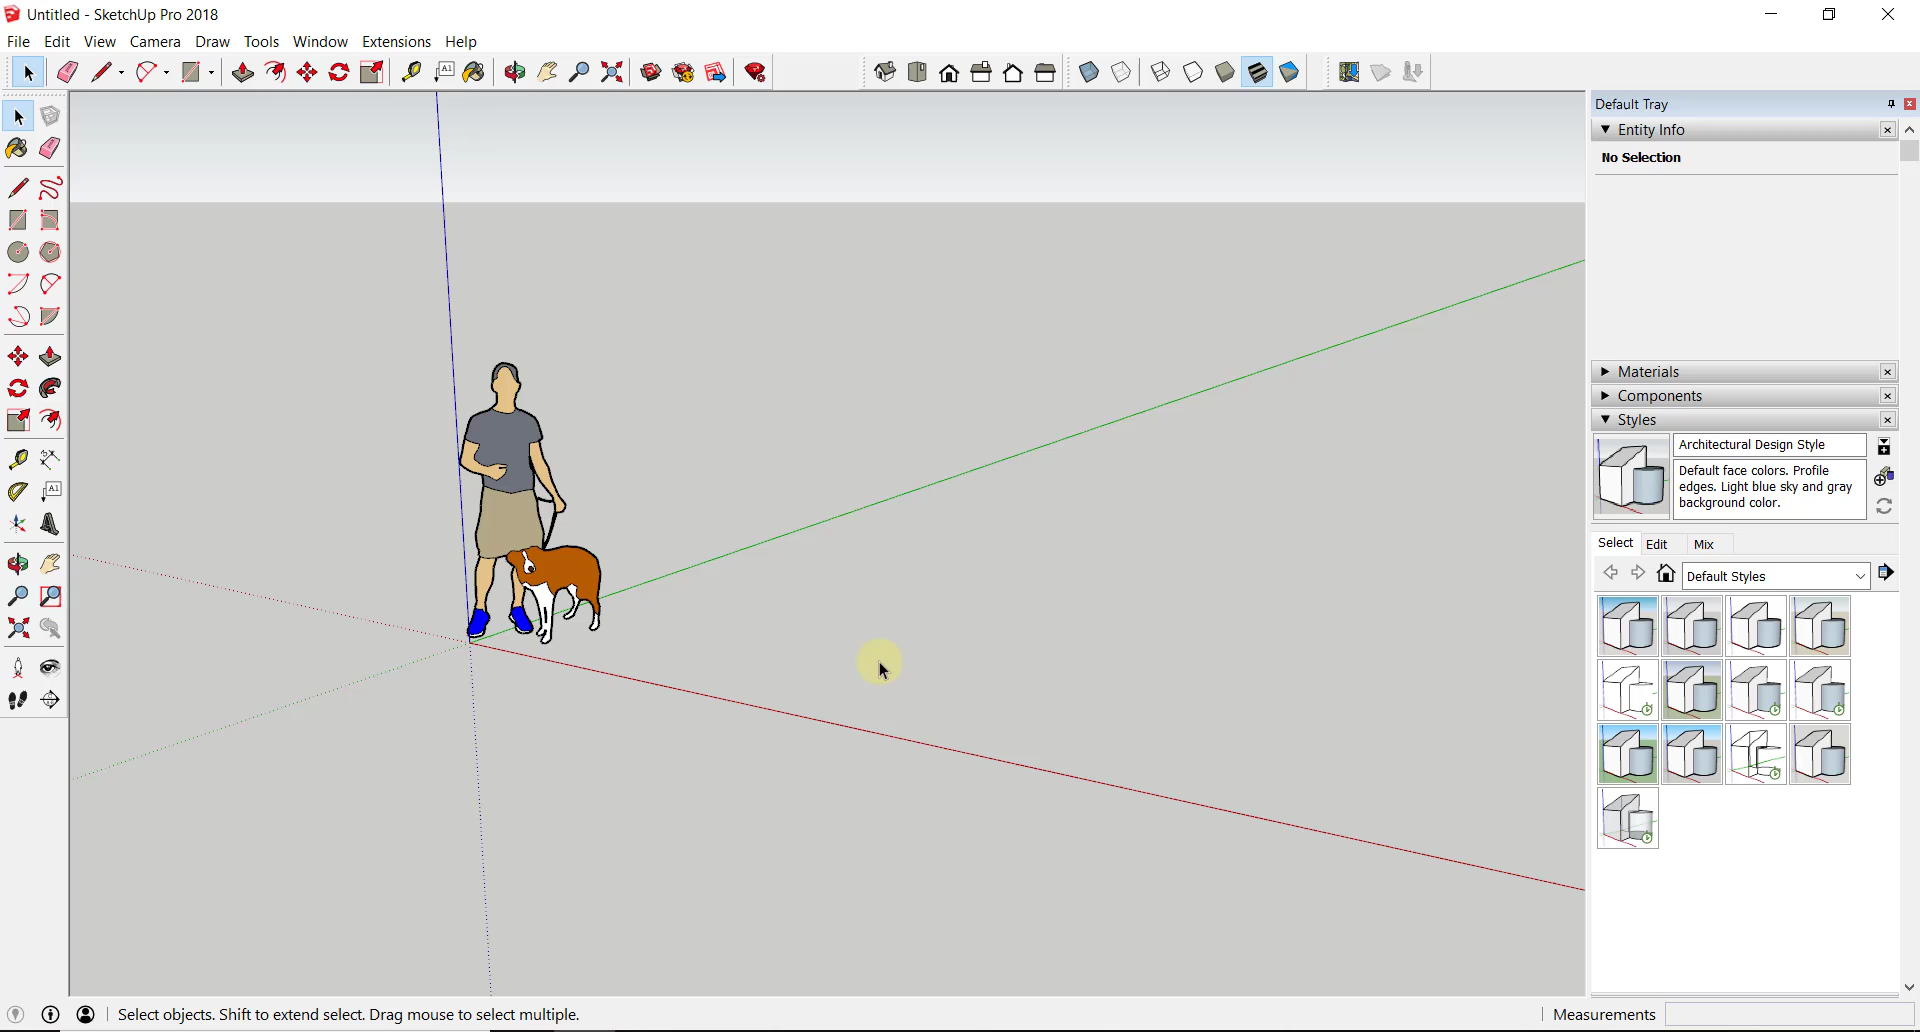 Untitled - SketchUp Pro 2018
File Edit View Camera Draw Tools Window Extensions Help
A1
Default Tray
Entity Info
No Selection
Materials
Components
Styles
Architectural Design Style
Default face colors. Profile
edges. Light blue sky and gray
background color.
A1
Select Edit Mix
Default Styles
Select objects. Shift to extend select. Drag mouse to select multiple.
Measurements